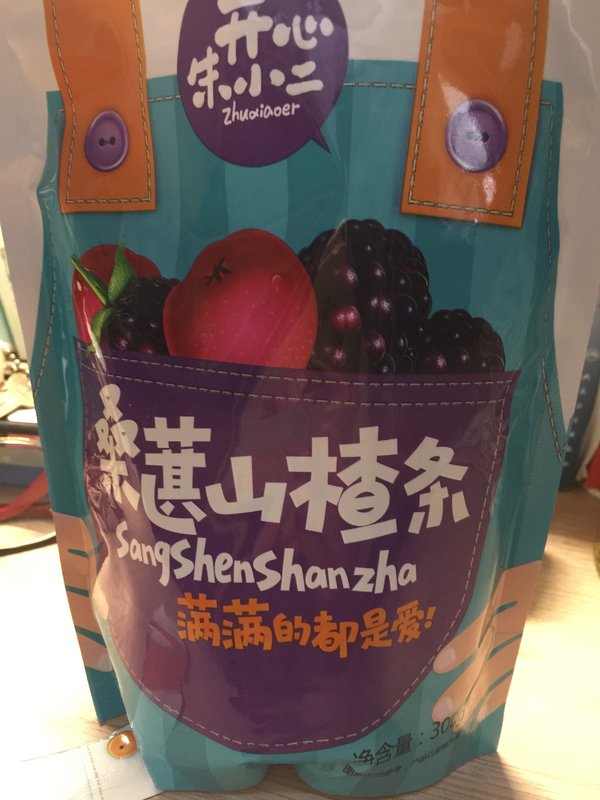 开心
朱小二
Zhuxiaoer
桑葚山楂条
SangShenShanzha
满满的都是爱!
净含量:300